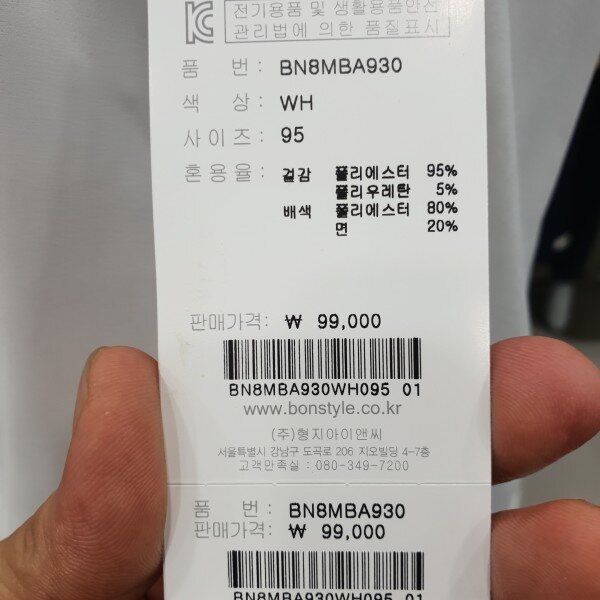 KC 전기용품 및 생활용품안전
관리법에 의한 품질표시
품 번 : BN8MBA930
색 상 : WH
사이즈 : 95
혼용율 : 겉감 폴리에스터 95%
폴리우레탄 5%
배색 폴리에스터 80%
면 20%
판매가격: ₩ 99,000
BN8MBA930WH095 01
www.bonstyle.co.kr
(주)형지아이앤씨
서울특별시 강남구 도곡로 206 지오빌딩 4-7층
고객만족실 : 080-349-7200
품 번 : BN8MBA930
판매가격: ₩ 99,000
BN8MBA930WH095 01